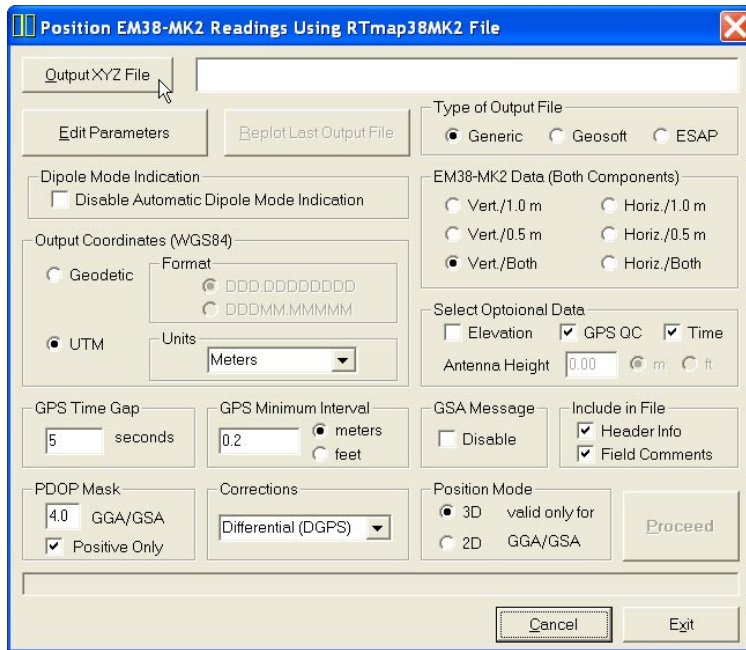 Position EM38-MK2 Readings Using RTmap38MK2 File
Output XYZ File
Edit Parameters
Replot Last Output File
Type of Output File
Generic
Geosoft
ESAP
Dipole Mode Indication
Disable Automatic Dipole Mode Indication
EM38-MK2 Data (Both Components)
Vert./1.0 m
Horiz./1.0 m
Vert./0.5 m
Horiz./0.5 m
Vert./Both
Horiz./Both
Output Coordinates (WGS84)
Geodetic
Format
DDD.DDDDDDDD
DDDMM.MMMMM
UTM
Units
Meters
Select Optoional Data
Elevation
GPS QC
Time
Antenna Height
0.00
m
ft
GPS Time Gap
5
seconds
GPS Minimum Interval
0.2
meters
feet
GSA Message
Disable
Include in File
Header Info
Field Comments
PDOP Mask
4.0
GGA/GSA
Positive Only
Corrections
Differential (DGPS)
Position Mode
3D
valid only for
2D
GGA/GSA
Proceed
Cancel
Exit